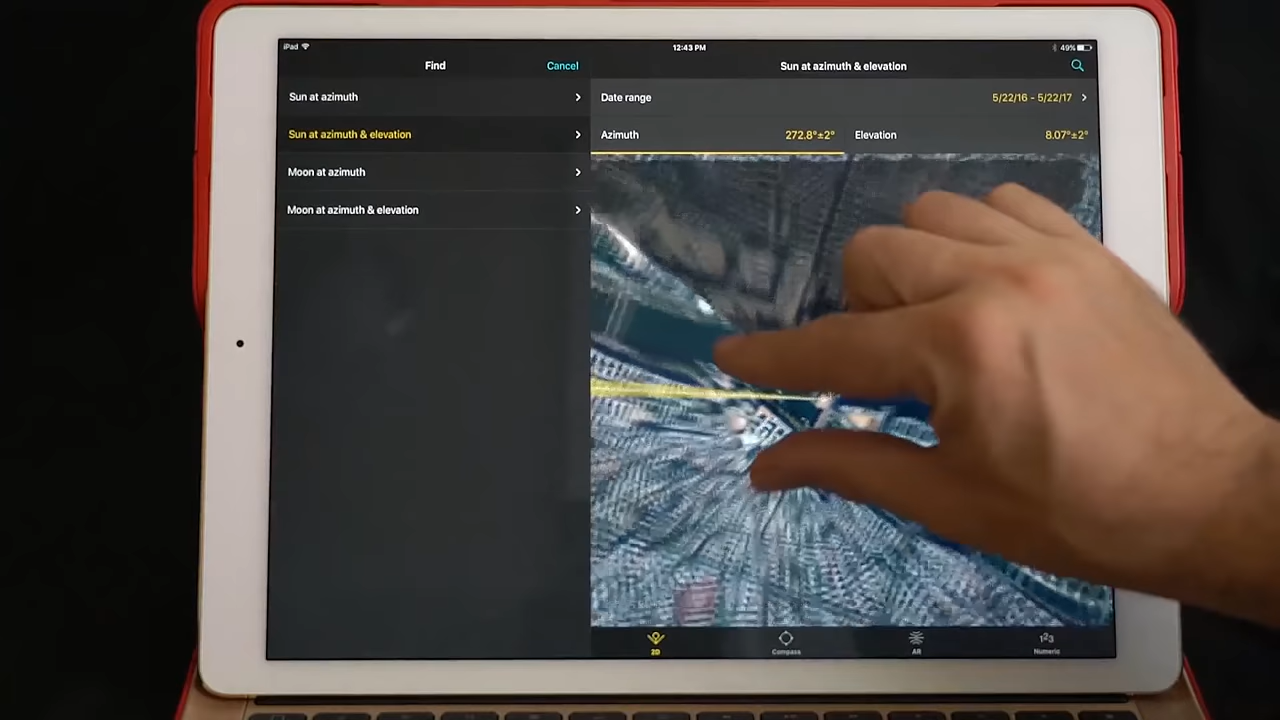 iPad 12:43 PM 49%
Find Cancel
Sun at azimuth
Sun at azimuth & elevation
Moon at azimuth
Moon at azimuth & elevation
Sun at azimuth & elevation
Date range 5/22/16 - 5/22/17
Azimuth 272.8°±2° Elevation 8.07°±2°
2D Compass AR Numeric